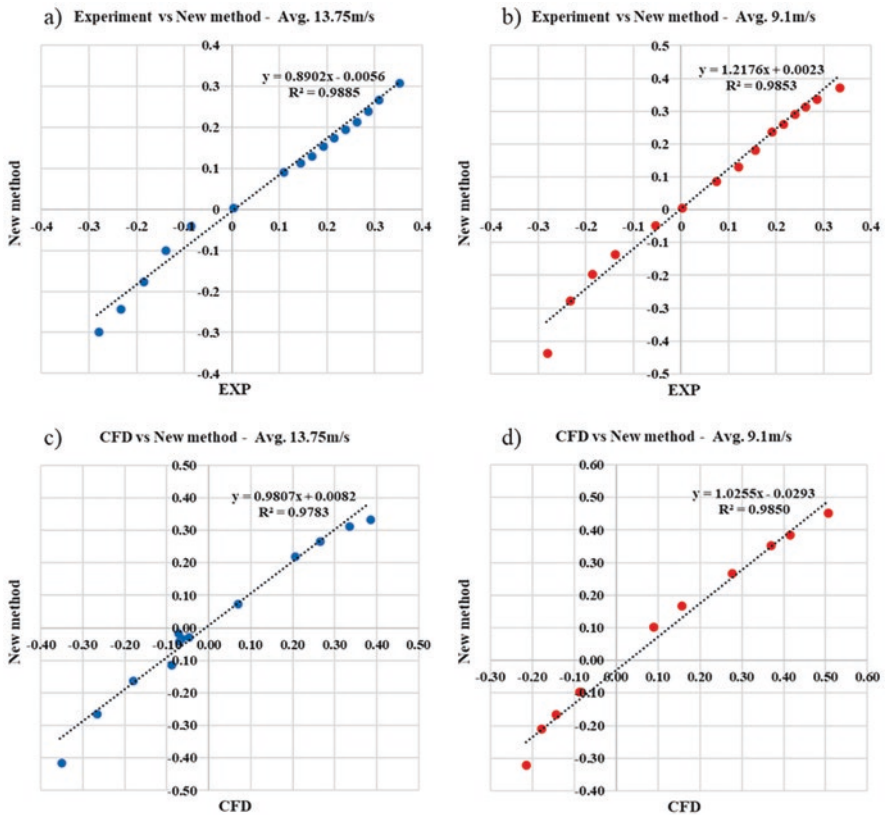 a) Experiment vs New method - Avg. 13.75m/s
0.4
y = 0.8902x - 0.0056
R² = 0.9885
0.3
0.2
0.1
0
-0.4 -0.3 -0.2 -0.1 0 0.1 0.2 0.3 0.4
-0.1
-0.2
-0.3
-0.4
New method
EXP
b) Experiment vs New method - Avg. 9.1m/s
0.5
y = 1.2176x + 0.0023
R² = 0.9853
0.4
0.3
0.2
0.1
0
-0.4 -0.3 -0.2 -0.1 0 0.1 0.2 0.3 0.4
-0.1
-0.2
-0.3
-0.4
-0.5
New method
EXP
c) CFD vs New method - Avg. 13.75m/s
0.50
y = 0.9807x + 0.0082
R² = 0.9783
0.40
0.30
0.20
0.10
0.00
-0.40 -0.30 -0.20 -0.10 0.00 0.10 0.20 0.30 0.40 0.50
-0.10
-0.20
-0.30
-0.40
-0.50
New method
CFD
d) CFD vs New method - Avg. 9.1m/s
0.60
y = 1.0255x - 0.0293
R² = 0.9850
0.50
0.40
0.30
0.20
0.10
0.00
-0.30 -0.20 -0.10 0.00 0.10 0.20 0.30 0.40 0.50 0.60
-0.10
-0.20
-0.30
-0.40
New method
CFD